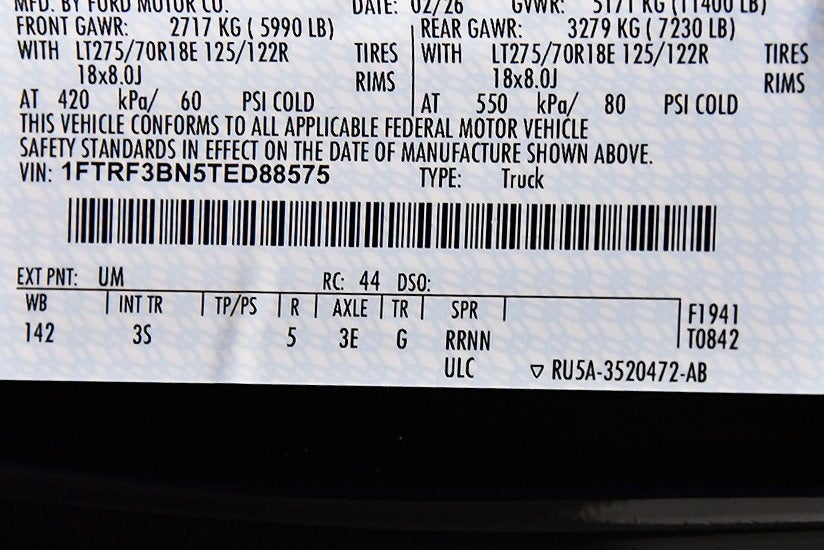 MFD. BY FORD MOTOR CO. DATE: 02/26 GVWR: 5171 KG (11400 LB)
FRONT GAWR: 2717 KG ( 5990 LB) REAR GAWR: 3279 KG ( 7230 LB)
WITH LT275/70R18E 125/122R TIRES WITH LT275/70R18E 125/122R TIRES
18x8.0J RIMS 18x8.0J RIMS
AT 420 kPa/ 60 PSI COLD AT 550 kPa/ 80 PSI COLD
THIS VEHICLE CONFORMS TO ALL APPLICABLE FEDERAL MOTOR VEHICLE
SAFETY STANDARDS IN EFFECT ON THE DATE OF MANUFACTURE SHOWN ABOVE.
VIN: 1FTRF3BN5TED88575 TYPE: Truck
EXT PNT: UM RC: 44 DSO:
WB INT TR TP/PS R AXLE TR SPR F1941
142 3S 5 3E G RRNN T0842
ULC ▽ RU5A-3520472-AB